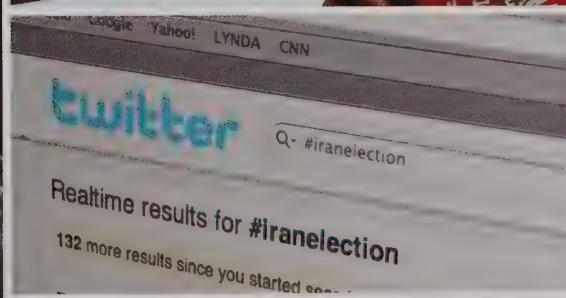 Google Yahoo! LYNDA CNN
twitter
Q- #iranelection
Realtime results for #iranelection
132 more results since you started